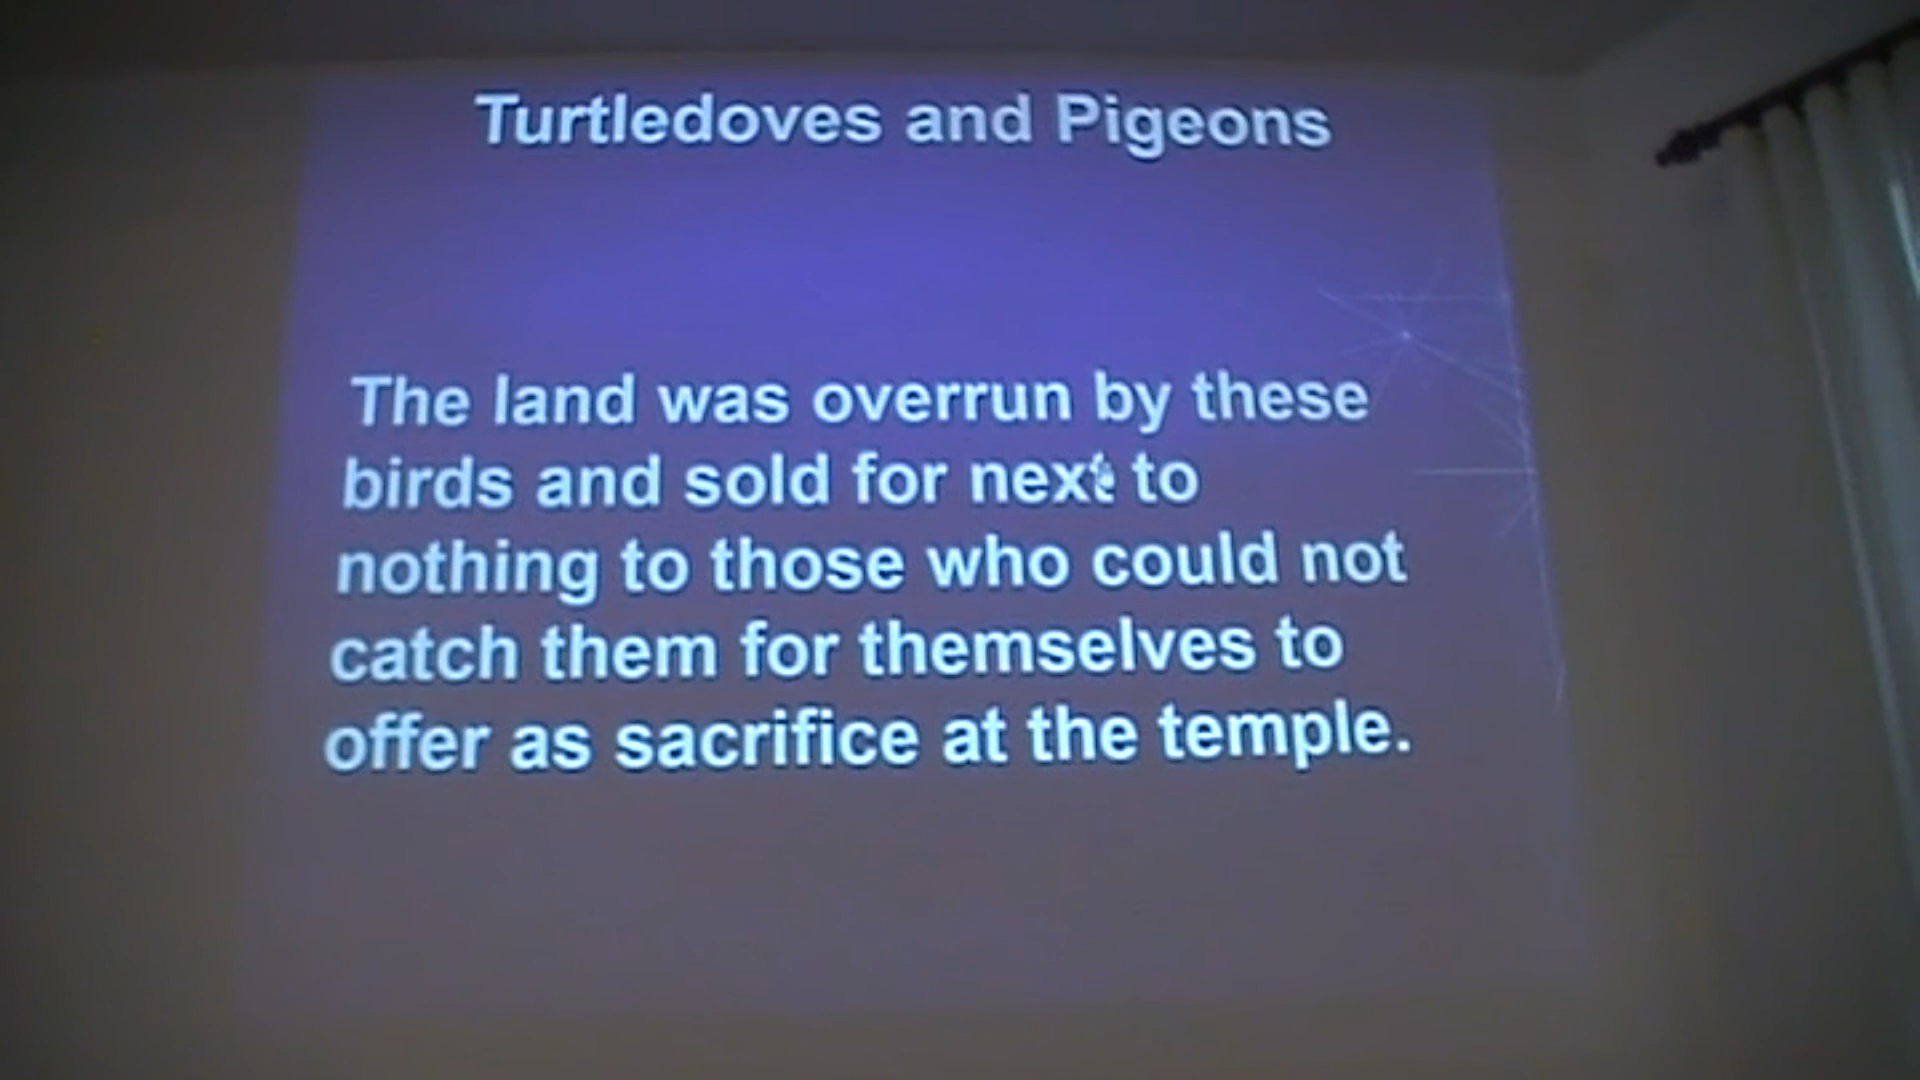 Turtledoves and Pigeons
The land was overrun by these
birds and sold for next to
nothing to those who could not
catch them for themselves to
offer as sacrifice at the temple.